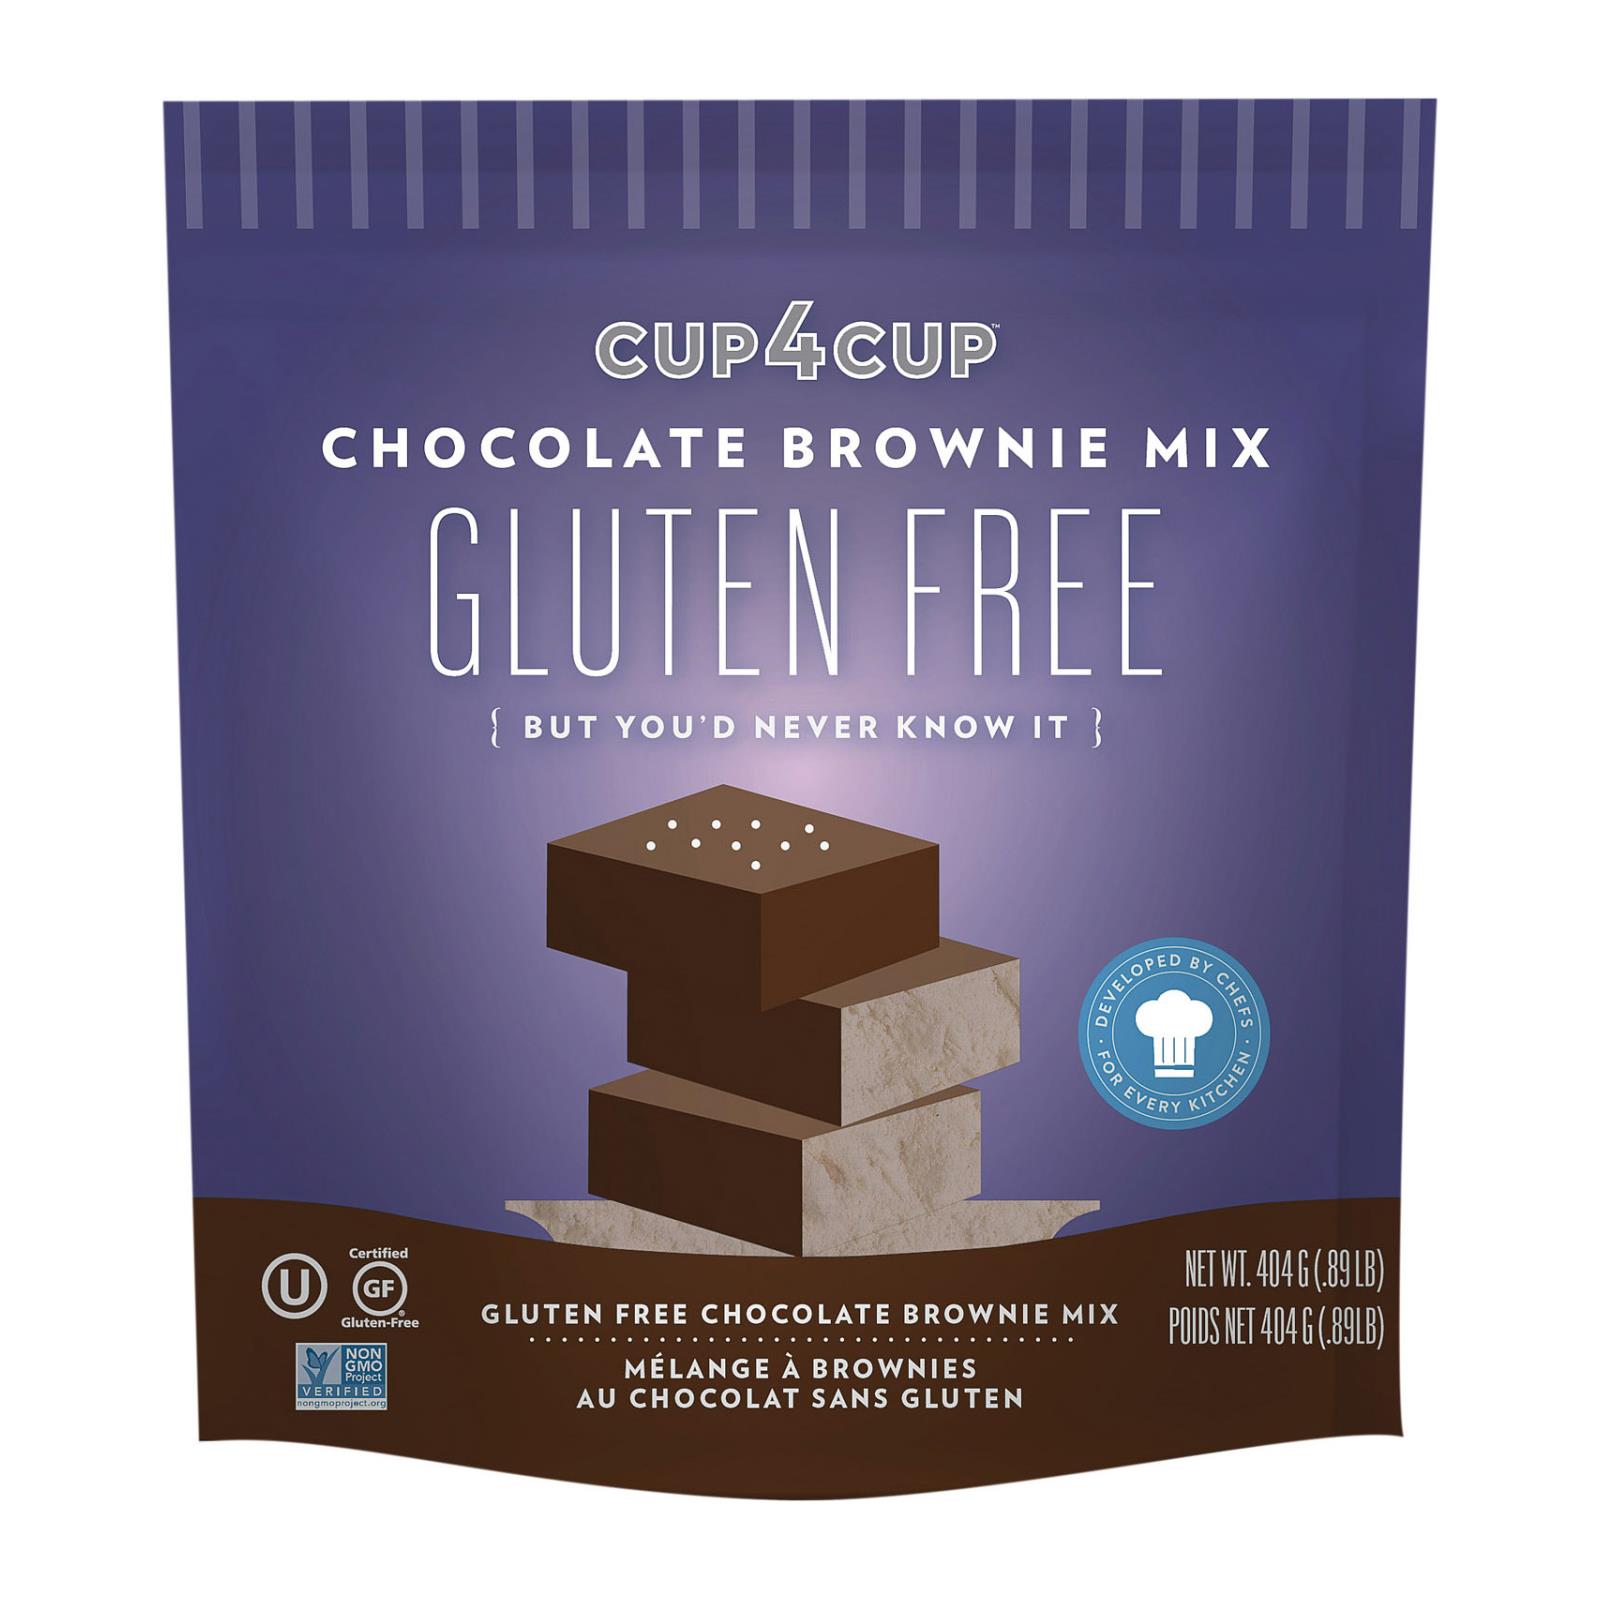 CUP4CUP™
CHOCOLATE BROWNIE MIX
GLUTEN FREE
{ BUT YOU'D NEVER KNOW IT }
· DEVELOPED BY CHEFS ·
FOR EVERY KITCHEN
U
Certified
GF
®
Gluten-Free
NON
GMO
Project
VERIFIED
nongmoproject.org
GLUTEN FREE CHOCOLATE BROWNIE MIX
MÉLANGE À BROWNIES
AU CHOCOLAT SANS GLUTEN
NET WT. 404 G (.89 LB)
POIDS NET 404 G (.89LB)